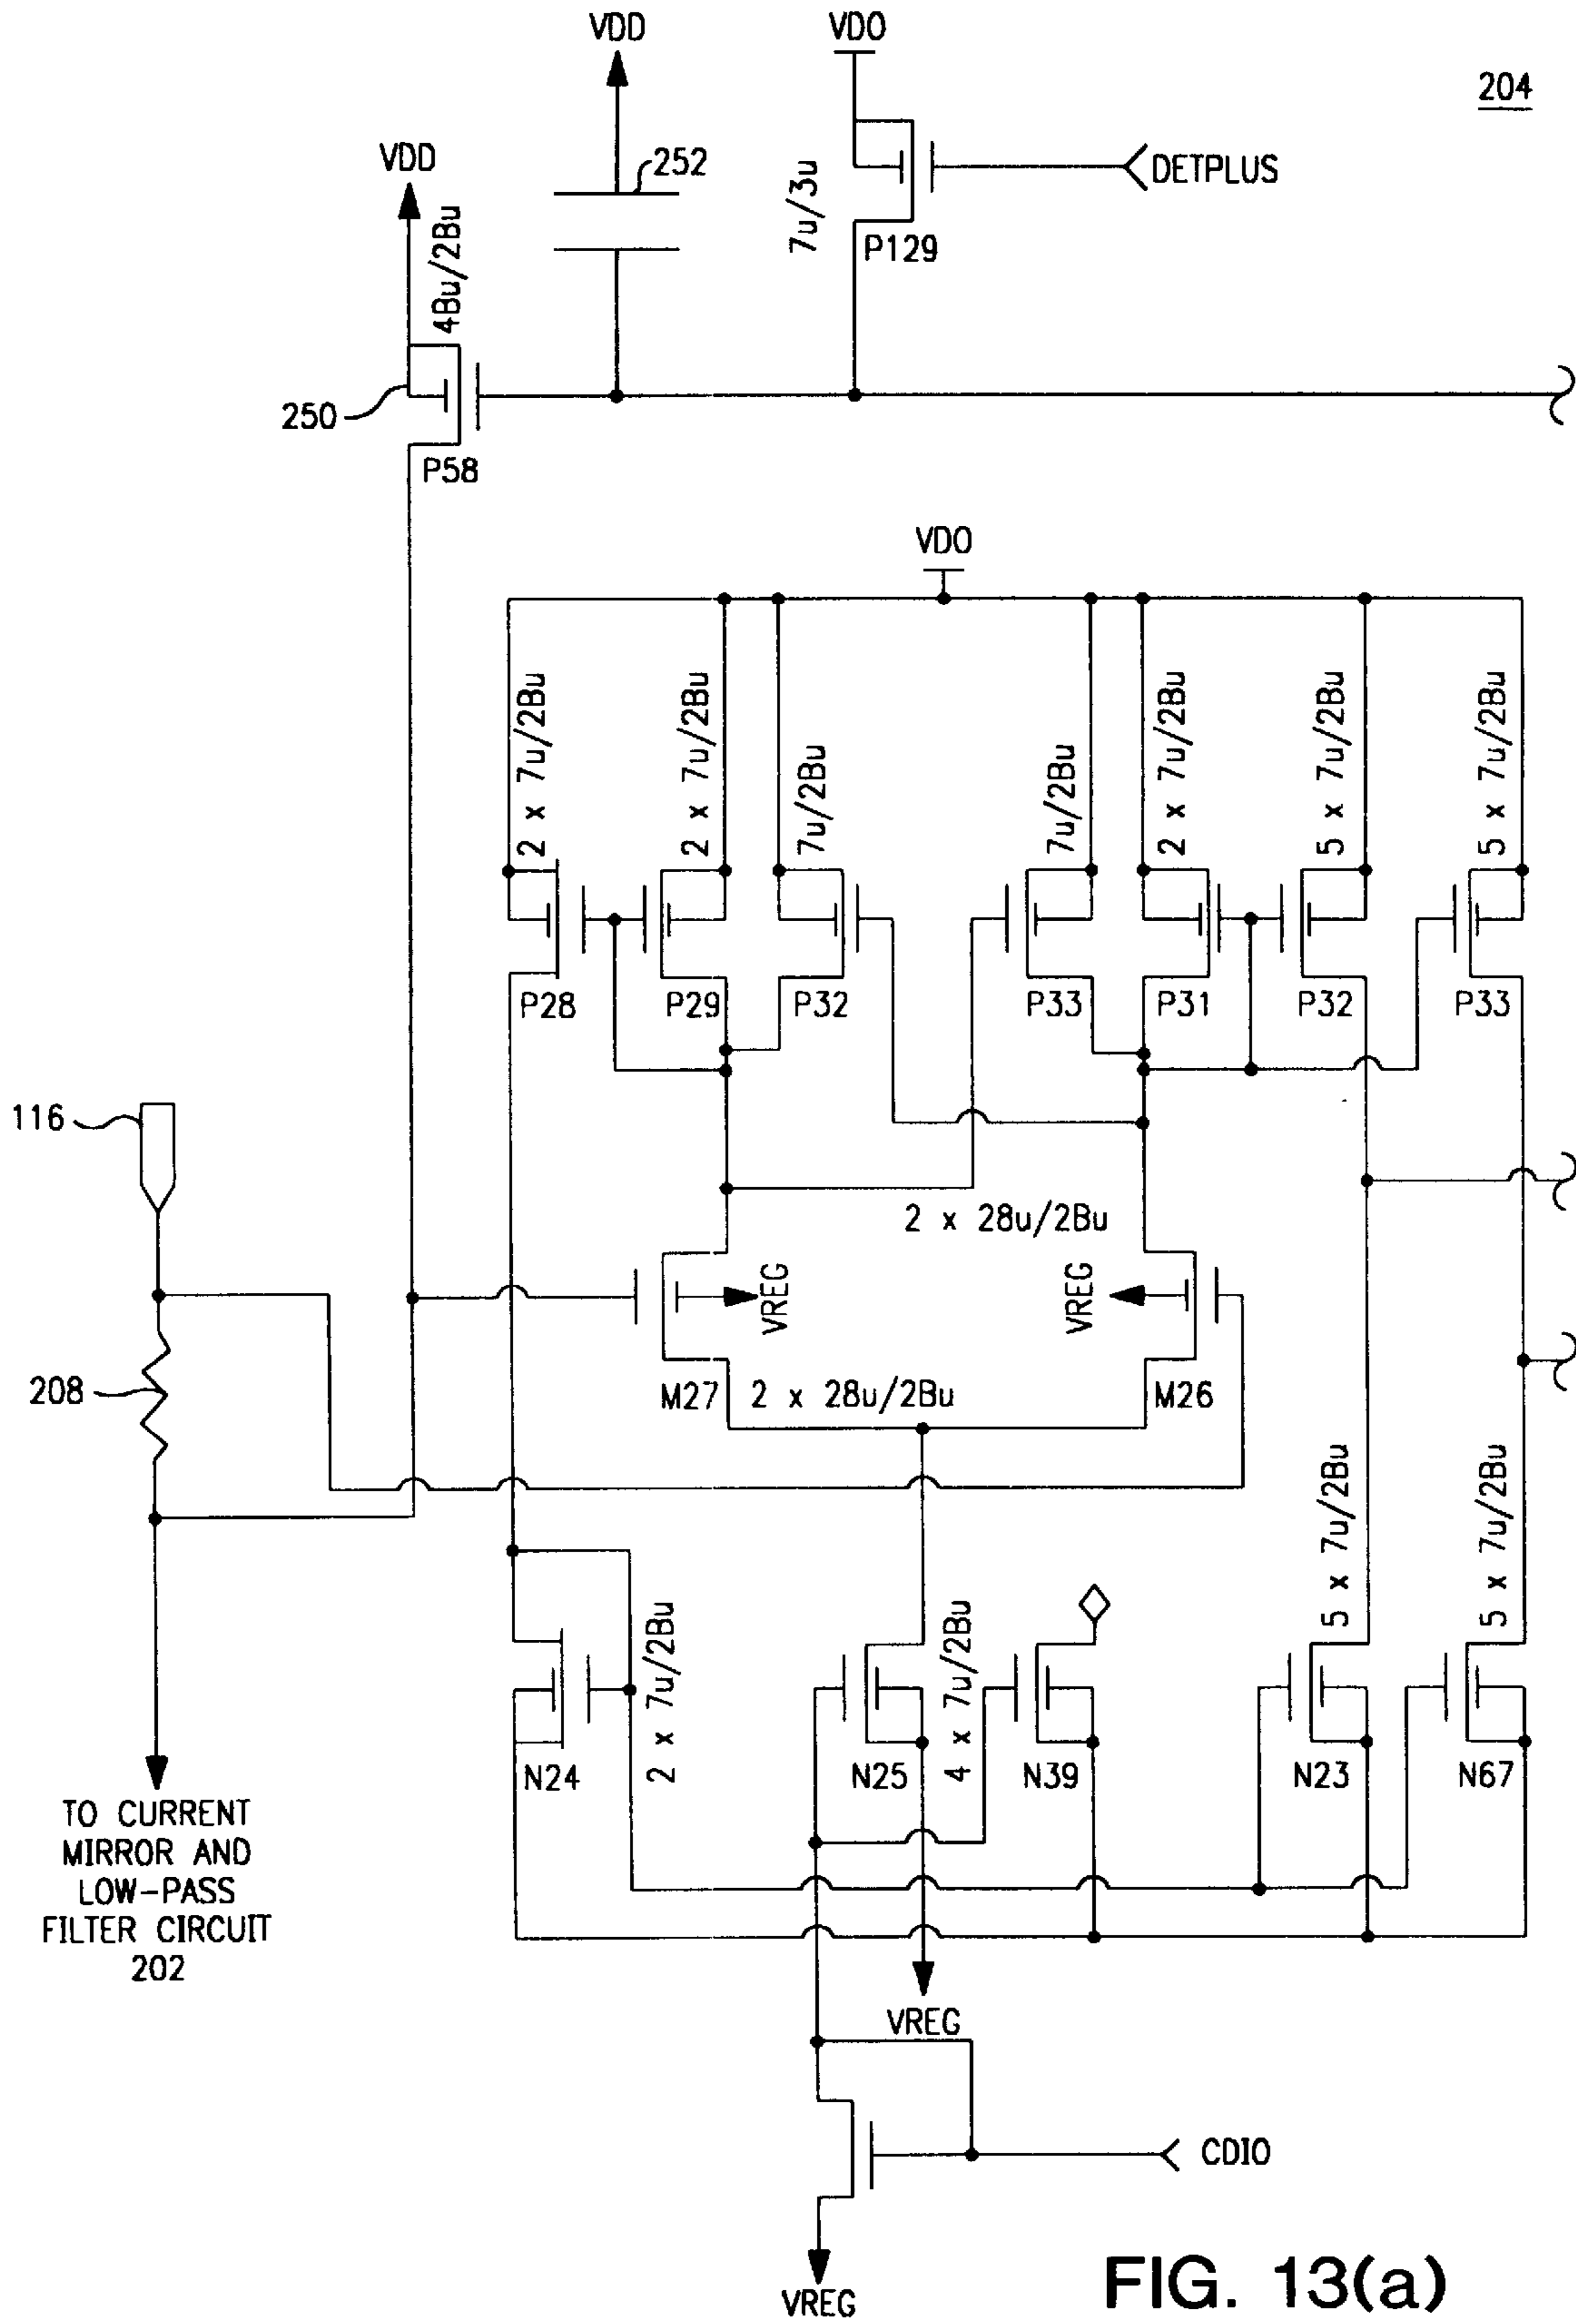 VDD
VDO
204
VDD
252
DETPLUS
7u/3u
P129
4Bu/2Bu
250
P58
VDO
2 x 7u/2Bu
2 x 7u/2Bu
7u/2Bu
7u/2Bu
2 x 7u/2Bu
5 x 7u/2Bu
5 x 7u/2Bu
P28
P29
P32
P33
P31
P32
P33
116
2 x 28u/2Bu
VREG
VREG
208
M27
2 x 28u/2Bu
M26
5 x 7u/2Bu
5 x 7u/2Bu
2 x 7u/2Bu
4 x 7u/2Bu
N24
N25
N39
N23
N67
TO CURRENT
MIRROR AND
LOW-PASS
FILTER CIRCUIT
202
VREG
CDIO
VREG
FIG. 13(a)